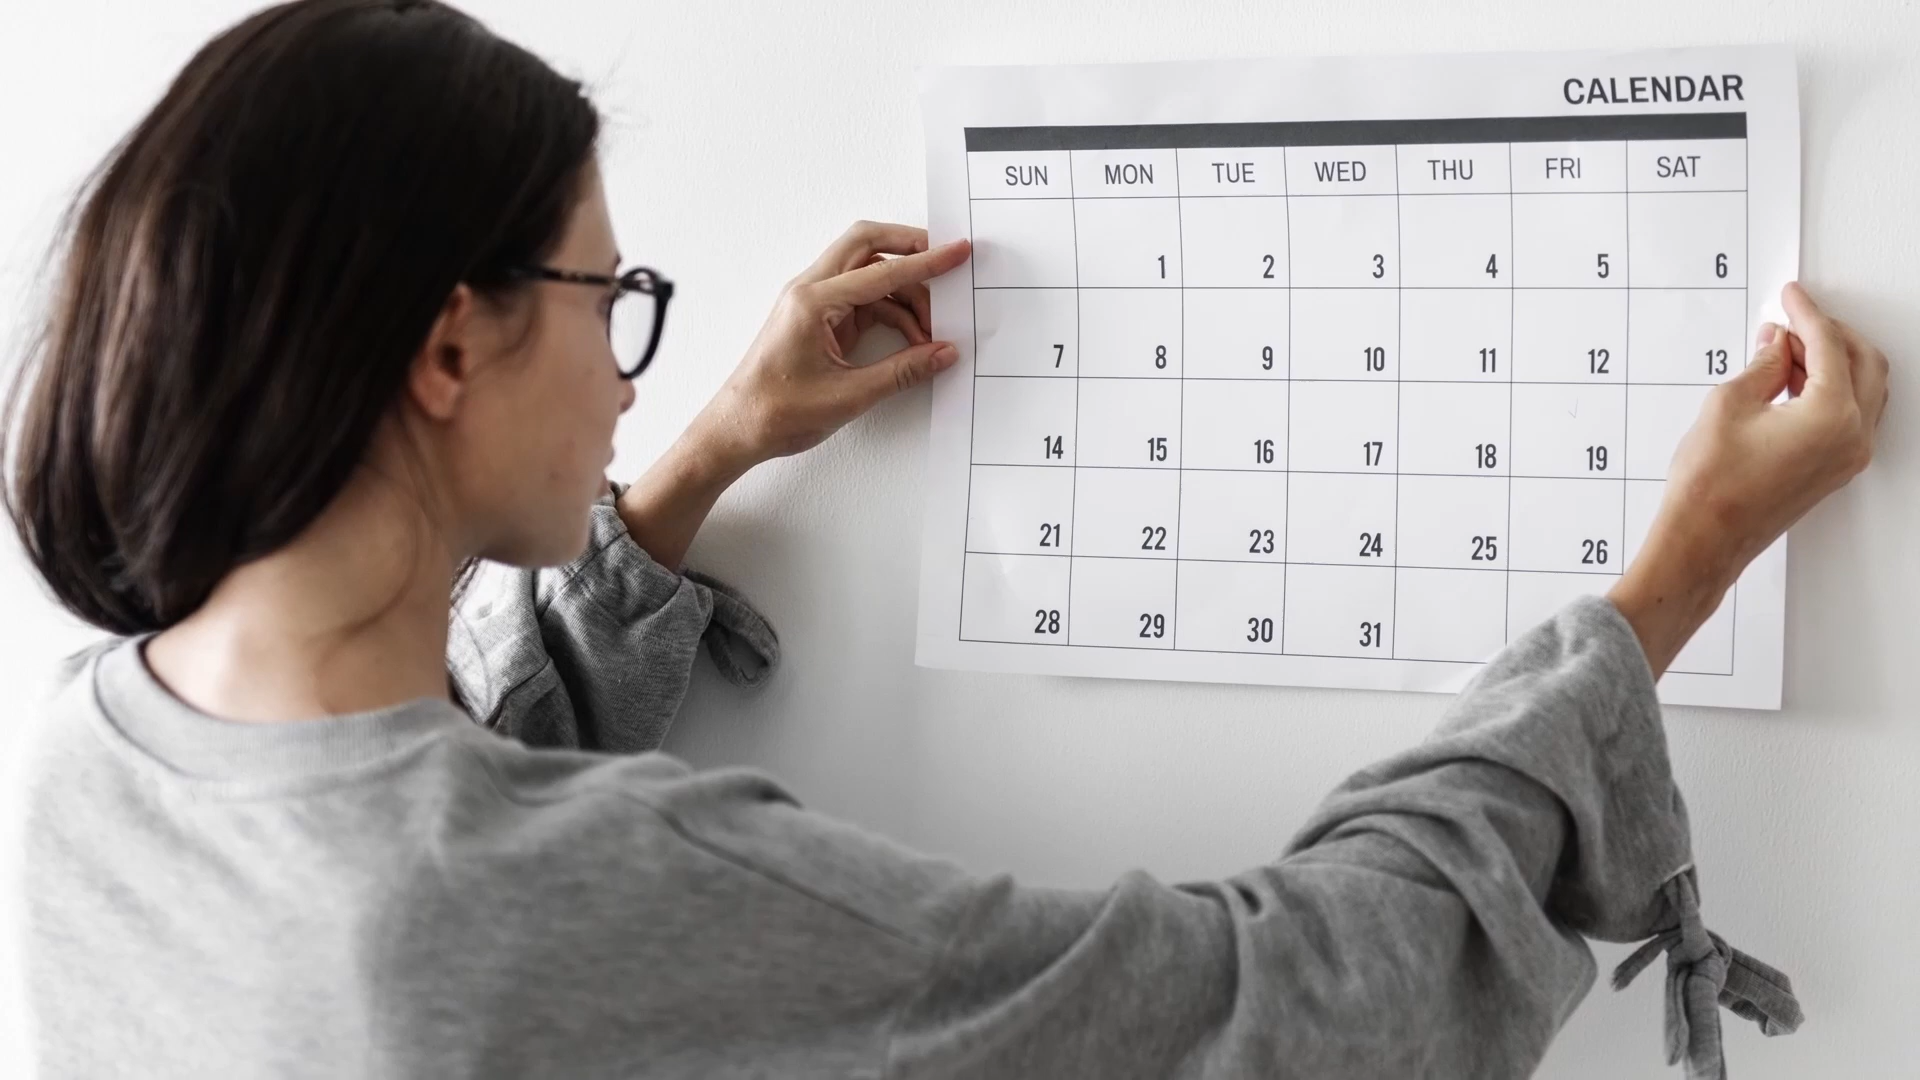 CALENDAR
SUN MON TUE WED THU FRI SAT
1 2 3 4 5 6
7 8 9 10 11 12 13
14 15 16 17 18 19
21 22 23 24 25 26
28 29 30 31